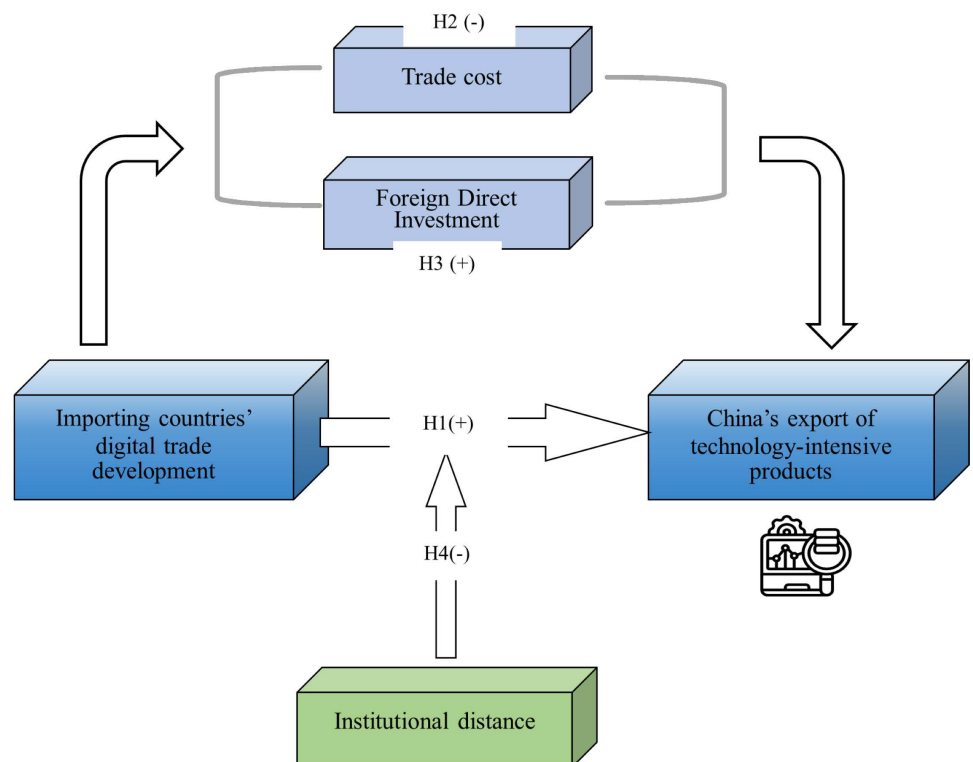 H2 (-)
Trade cost
Foreign Direct
Investment
H3 (+)
Importing countries’
digital trade
development
H1(+)
China’s export of
technology-intensive
products
H4(-)
Institutional distance